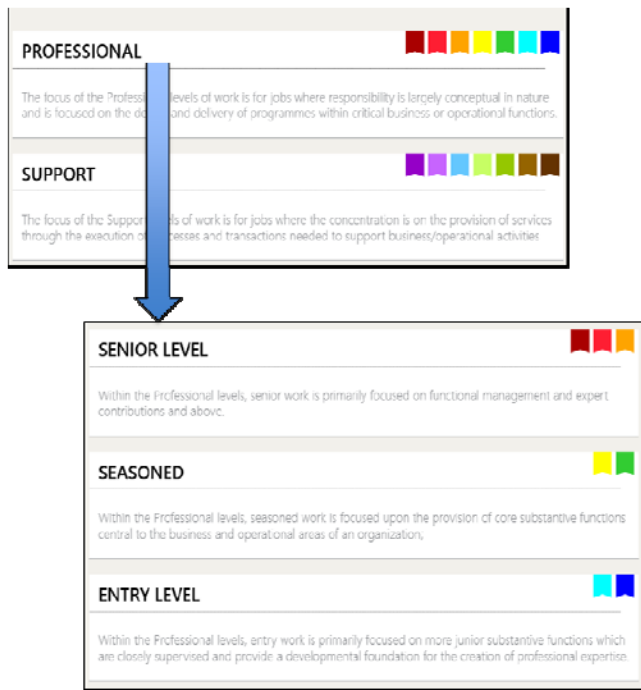 PROFESSIONAL
The focus of the Professi levels of work is for jobs where responsibility is largely conceptual in nature
and is focused on the de and delivery of programmes within critical business or operational functions.
SUPPORT
The focus of the Support ls of work is for jobs where the concentration is on the provision of services
through the execution of cesses and transactions needed to support business/operational activities
SENIOR LEVEL
Within the Professional levels, senior work is primarily focused on functional management and expert
contributions and above.
SEASONED
Within the Professional levels, seasoned work is focused upon the provision of core substantive functions
central to the business and operational areas of an organization;
ENTRY LEVEL
Within the Professional levels, entry work is primarily focused on more junior substantive functions which
are closely supervised and provide a developmental foundation for the creation of professional expertise.